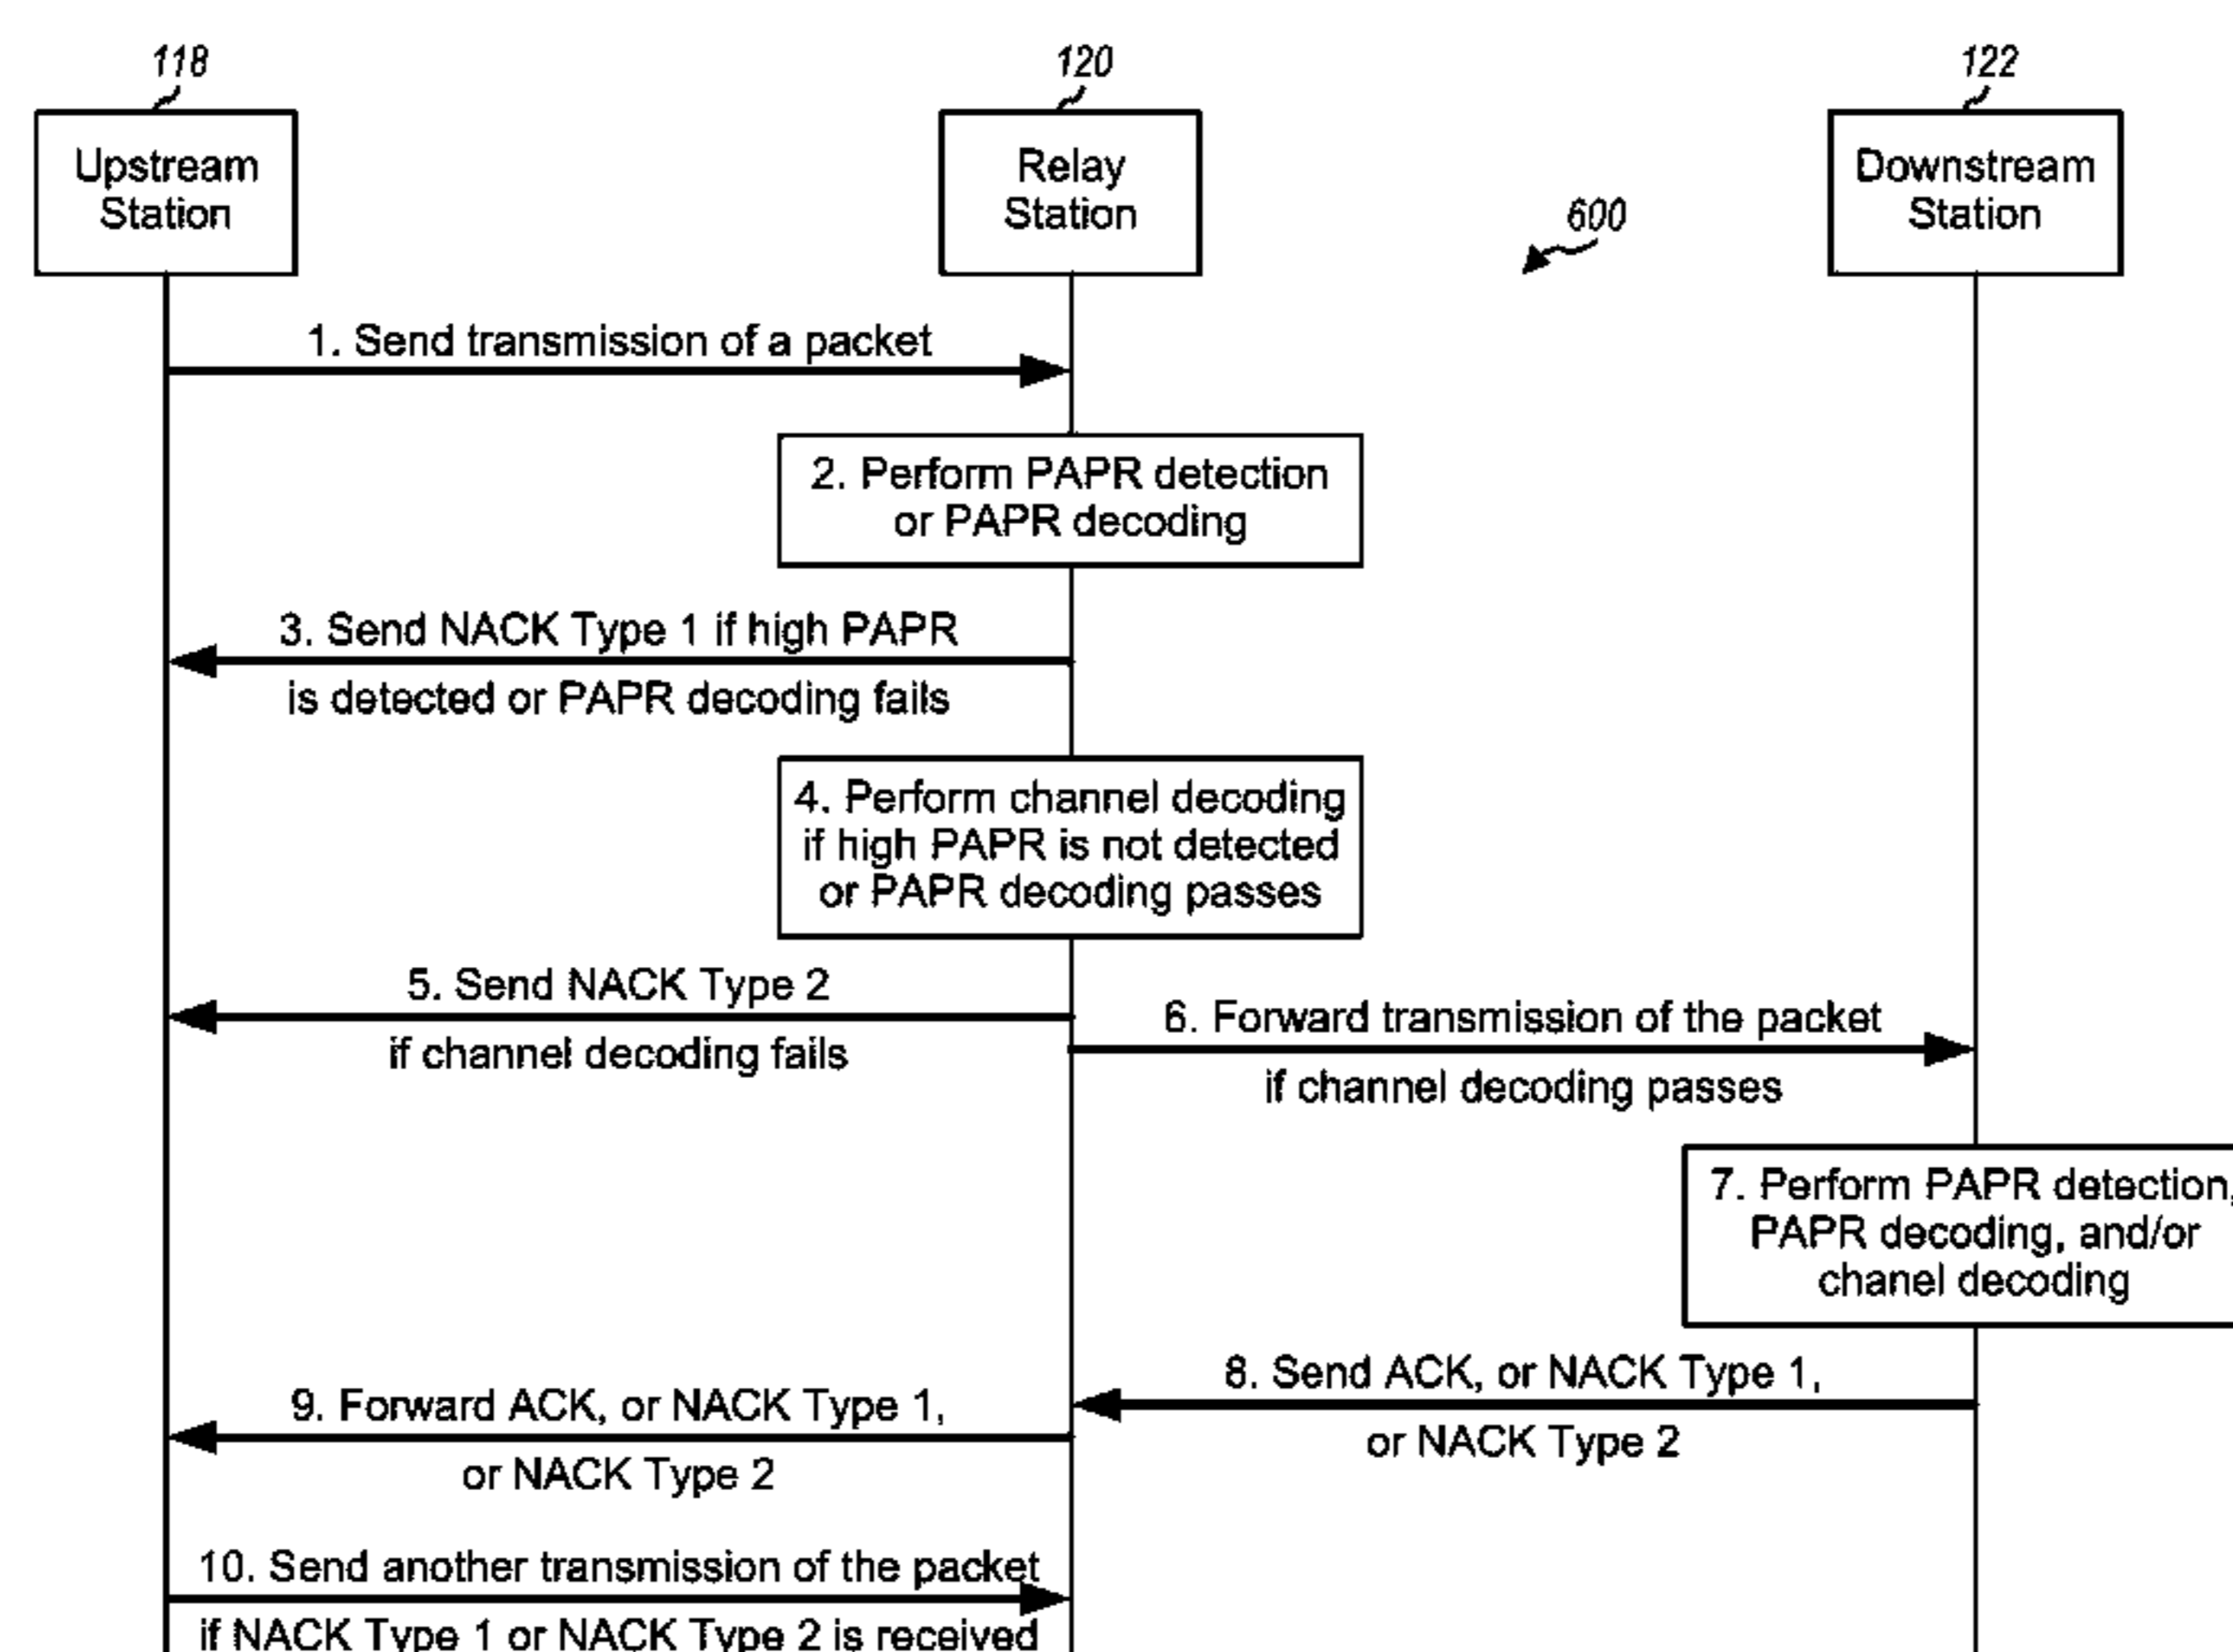 118
120
122
Upstream
Station
Relay
Station
Downstream
Station
600
1. Send transmission of a packet
2. Perform PAPR detection
or PAPR decoding
3. Send NACK Type 1 if high PAPR
is detected or PAPR decoding fails
4. Perform channel decoding
if high PAPR is not detected
or PAPR decoding passes
5. Send NACK Type 2
if channel decoding fails
6. Forward transmission of the packet
if channel decoding passes
7. Perform PAPR detection,
PAPR decoding, and/or
chanel decoding
8. Send ACK, or NACK Type 1,
or NACK Type 2
9. Forward ACK, or NACK Type 1,
or NACK Type 2
10. Send another transmission of the packet
if NACK Type 1 or NACK Type 2 is received